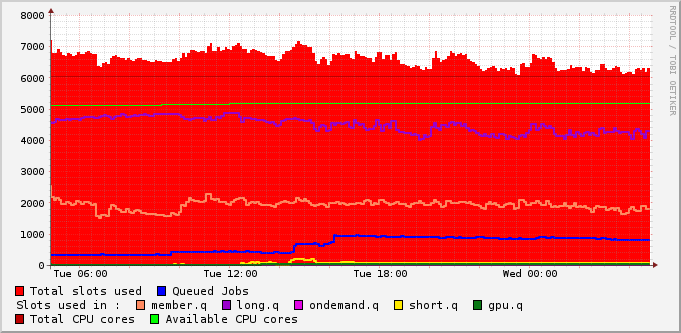 8000
7000
6000
5000
4000
3000
2000
1000
0
Tue 06:00 Tue 12:00 Tue 18:00 Wed 00:00
RRDTOOL / TOBI OETIKER
Total slots used Queued Jobs
Slots used in : member.q long.q ondemand.q short.q gpu.q
Total CPU cores Available CPU cores